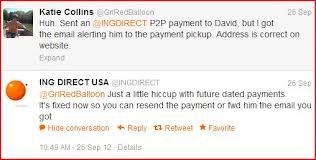 Katie Collins @GrlRedBalloon 26 Sep
Huh. Sent an @INGDIRECT P2P payment to David, but I got
the email alerting him to the payment pickup. Address is correct on
website.
Expand
ING DIRECT USA @INGDIRECT 26 Sep
@GrlRedBalloon Just a little hiccup with future dated payments.
It's fixed now so you can resend the payment or fwd him the email you
got
Hide conversation Reply Retweet Favorite
10:49 AM - 26 Sep 12 · Details